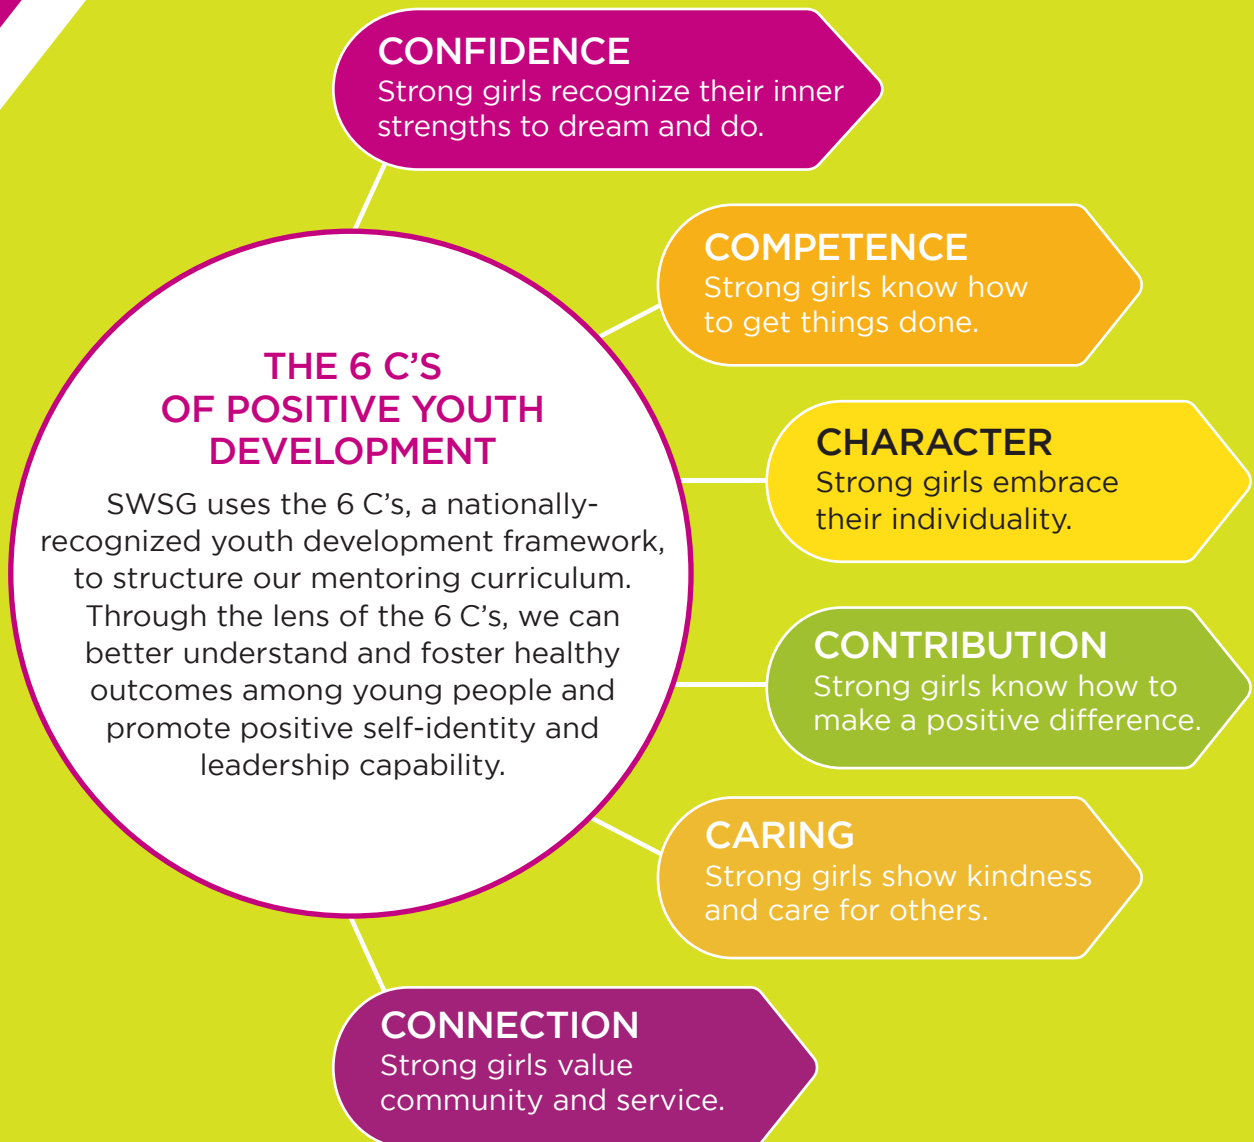 CONFIDENCE
Strong girls recognize their inner
strengths to dream and do.
COMPETENCE
Strong girls know how
to get things done.
THE 6 C’S
OF POSITIVE YOUTH
DEVELOPMENT
SWSG uses the 6 C’s, a nationally-
recognized youth development framework,
to structure our mentoring curriculum.
Through the lens of the 6 C’s, we can
better understand and foster healthy
outcomes among young people and
promote positive self-identity and
leadership capability.
CHARACTER
Strong girls embrace
their individuality.
CONTRIBUTION
Strong girls know how to
make a positive difference.
CARING
Strong girls show kindness
and care for others.
CONNECTION
Strong girls value
community and service.